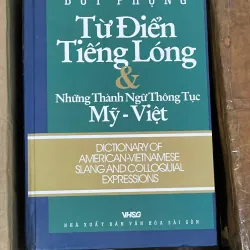 BÙI PHỤNG
Từ Điển
Tiếng Lóng
&
Những Thành Ngữ Thông Tục
Mỹ - Việt
DICTIONARY OF
AMERICAN-VIETNAMESE
SLANG AND COLLOQUIAL
EXPRESSIONS
VHSG
NHÀ XUẤT BẢN VĂN HÓA SÀI GÒN